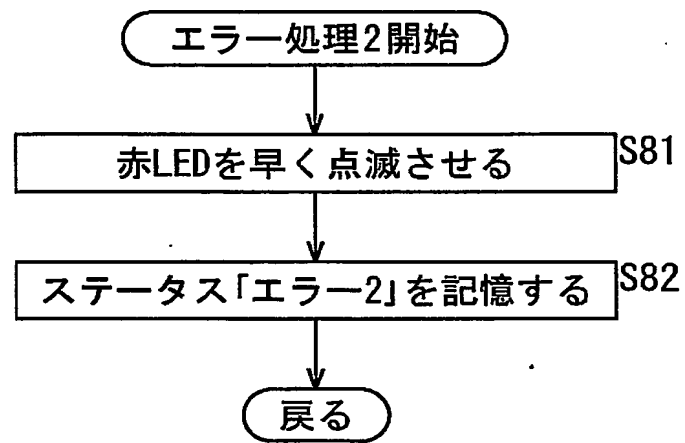 エラー処理2開始
赤LEDを早く点滅させる
S81
ステータス「エラー2」を記憶する
S82
戻る